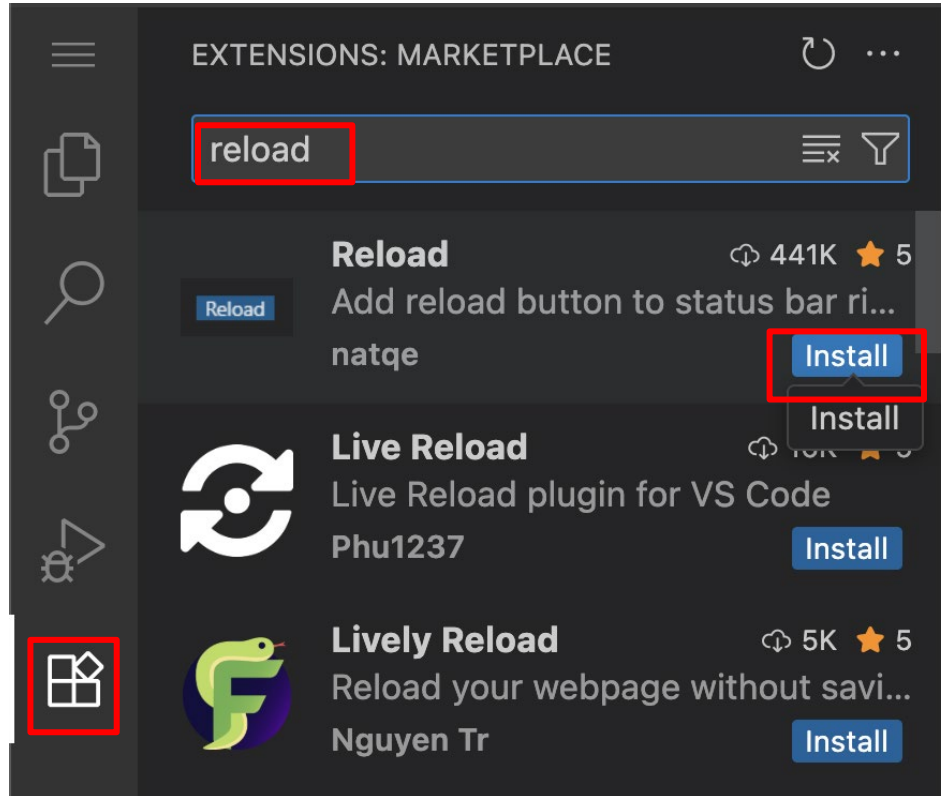 EXTENSIONS: MARKETPLACE
reload
Reload 441K 5
Add reload button to status bar ri...
Reload
natqe Install
Install
Live Reload 5
Live Reload plugin for VS Code
Phu1237 Install
Lively Reload 5K 5
Reload your webpage without savi...
Nguyen Tr Install